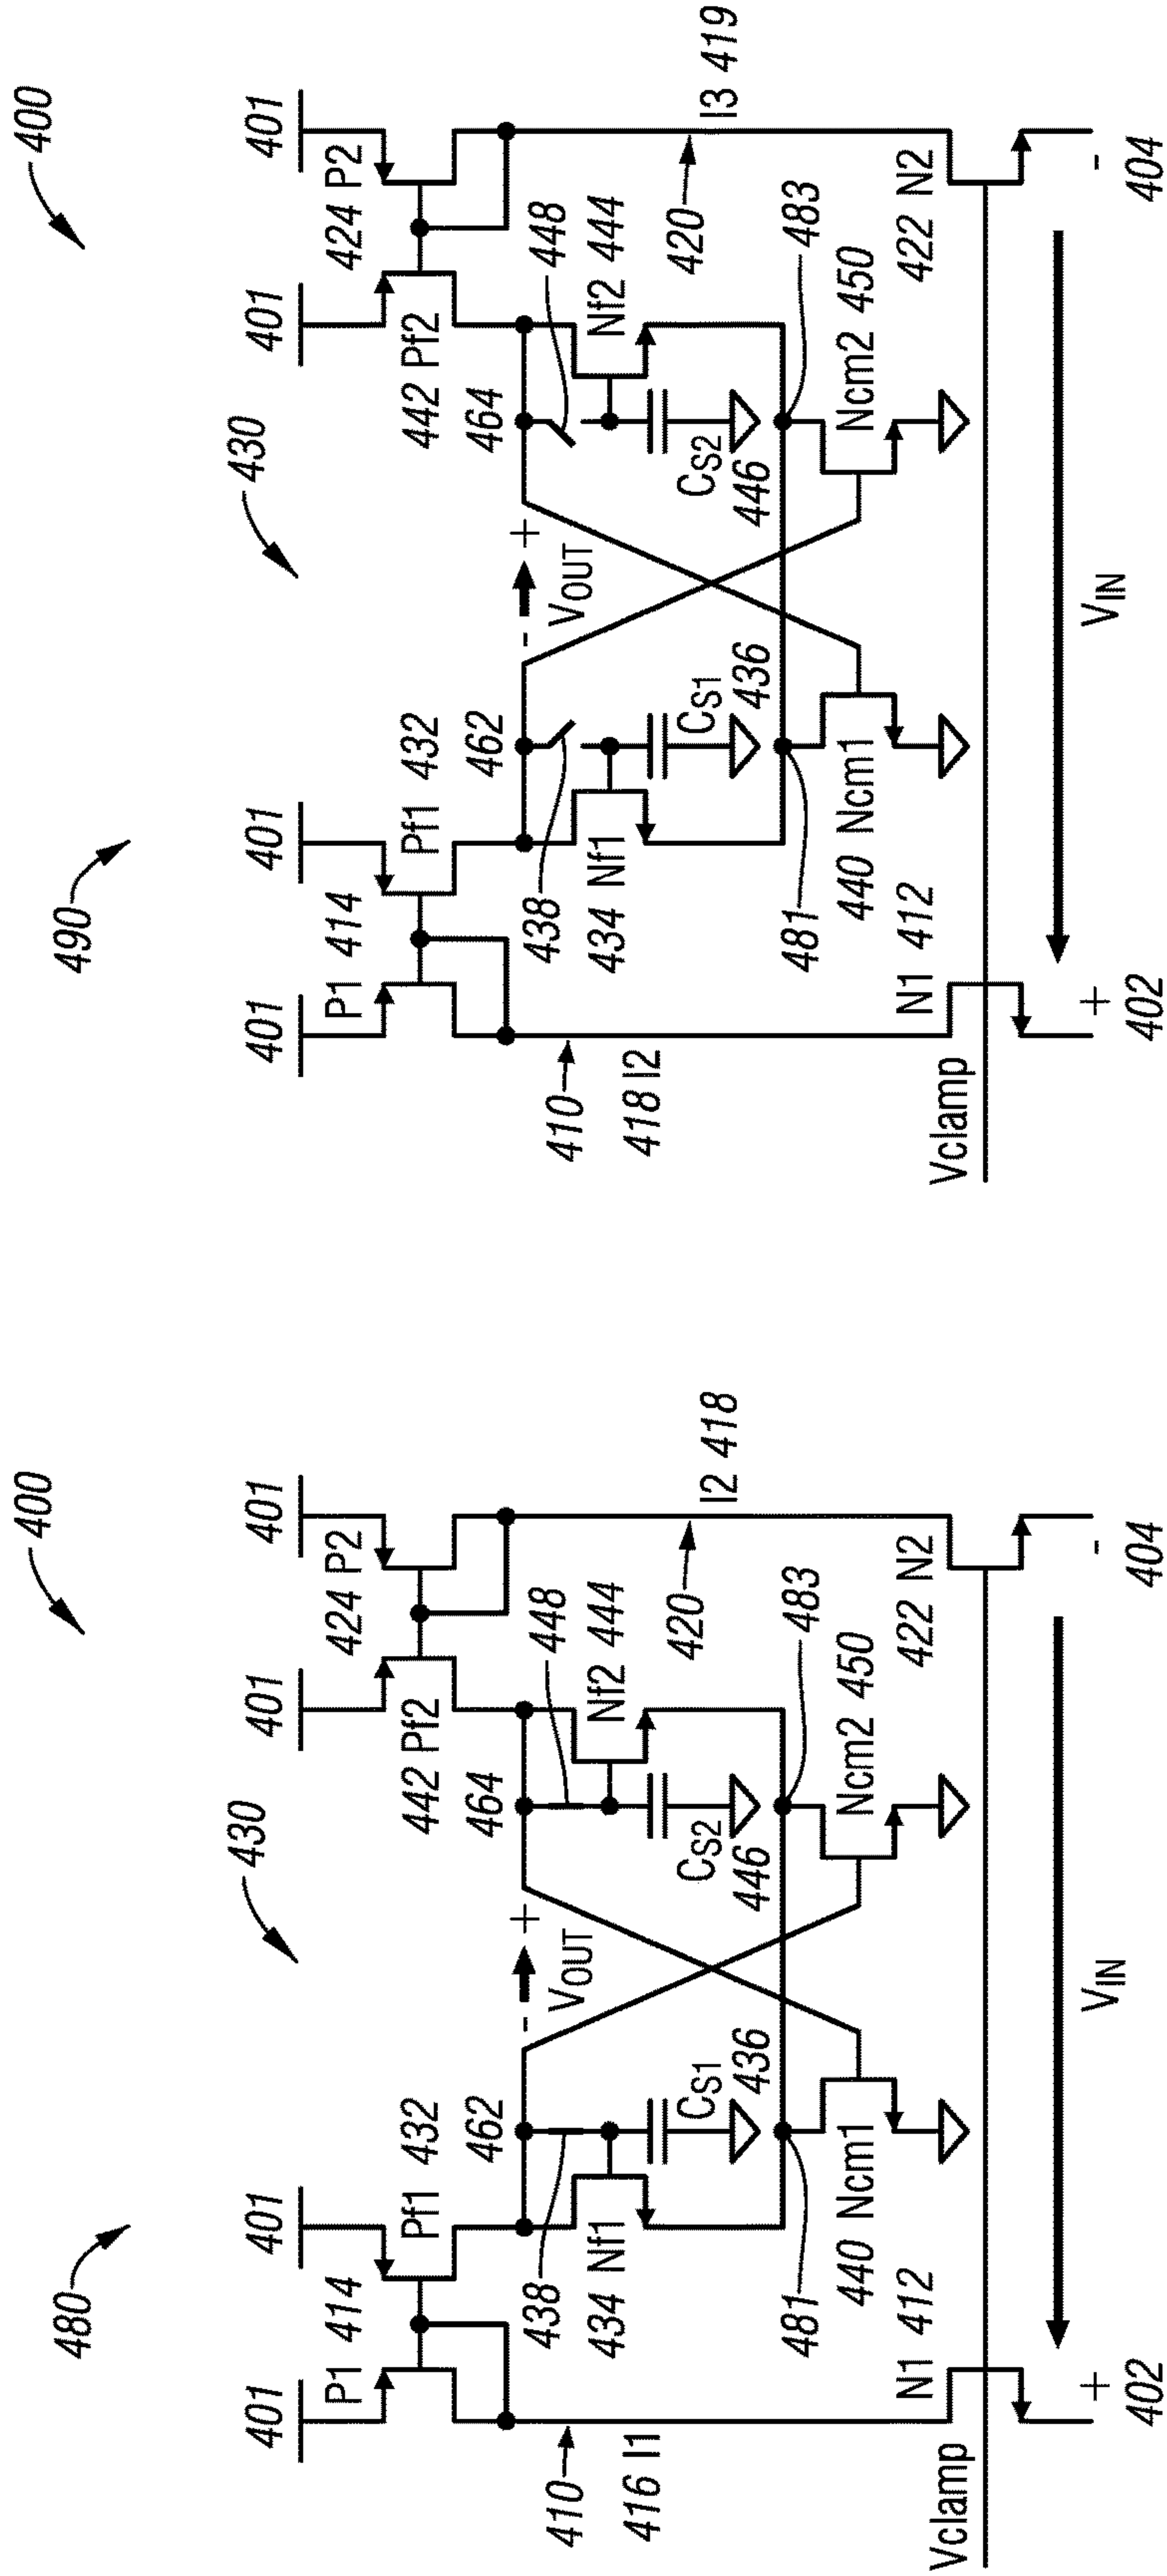 480
400
430
401
401
401
401
P1
414
Pf1
432
442
Pf2
424
P2
462
- VOUT +
464
438
448
434
Nf1
CS1
436
CS2
446
Nf2
444
410
420
416 I1
I2 418
481
483
440
Ncm1
Ncm2
450
N1
412
422
N2
Vclamp
+
VIN
-
402
404
490
400
430
401
401
401
401
P1
414
Pf1
432
442
Pf2
424
P2
462
- VOUT +
464
438
448
434
Nf1
CS1
436
CS2
446
Nf2
444
410
420
418 I2
I3 419
481
483
440
Ncm1
Ncm2
450
N1
412
422
N2
Vclamp
+
VIN
-
402
404